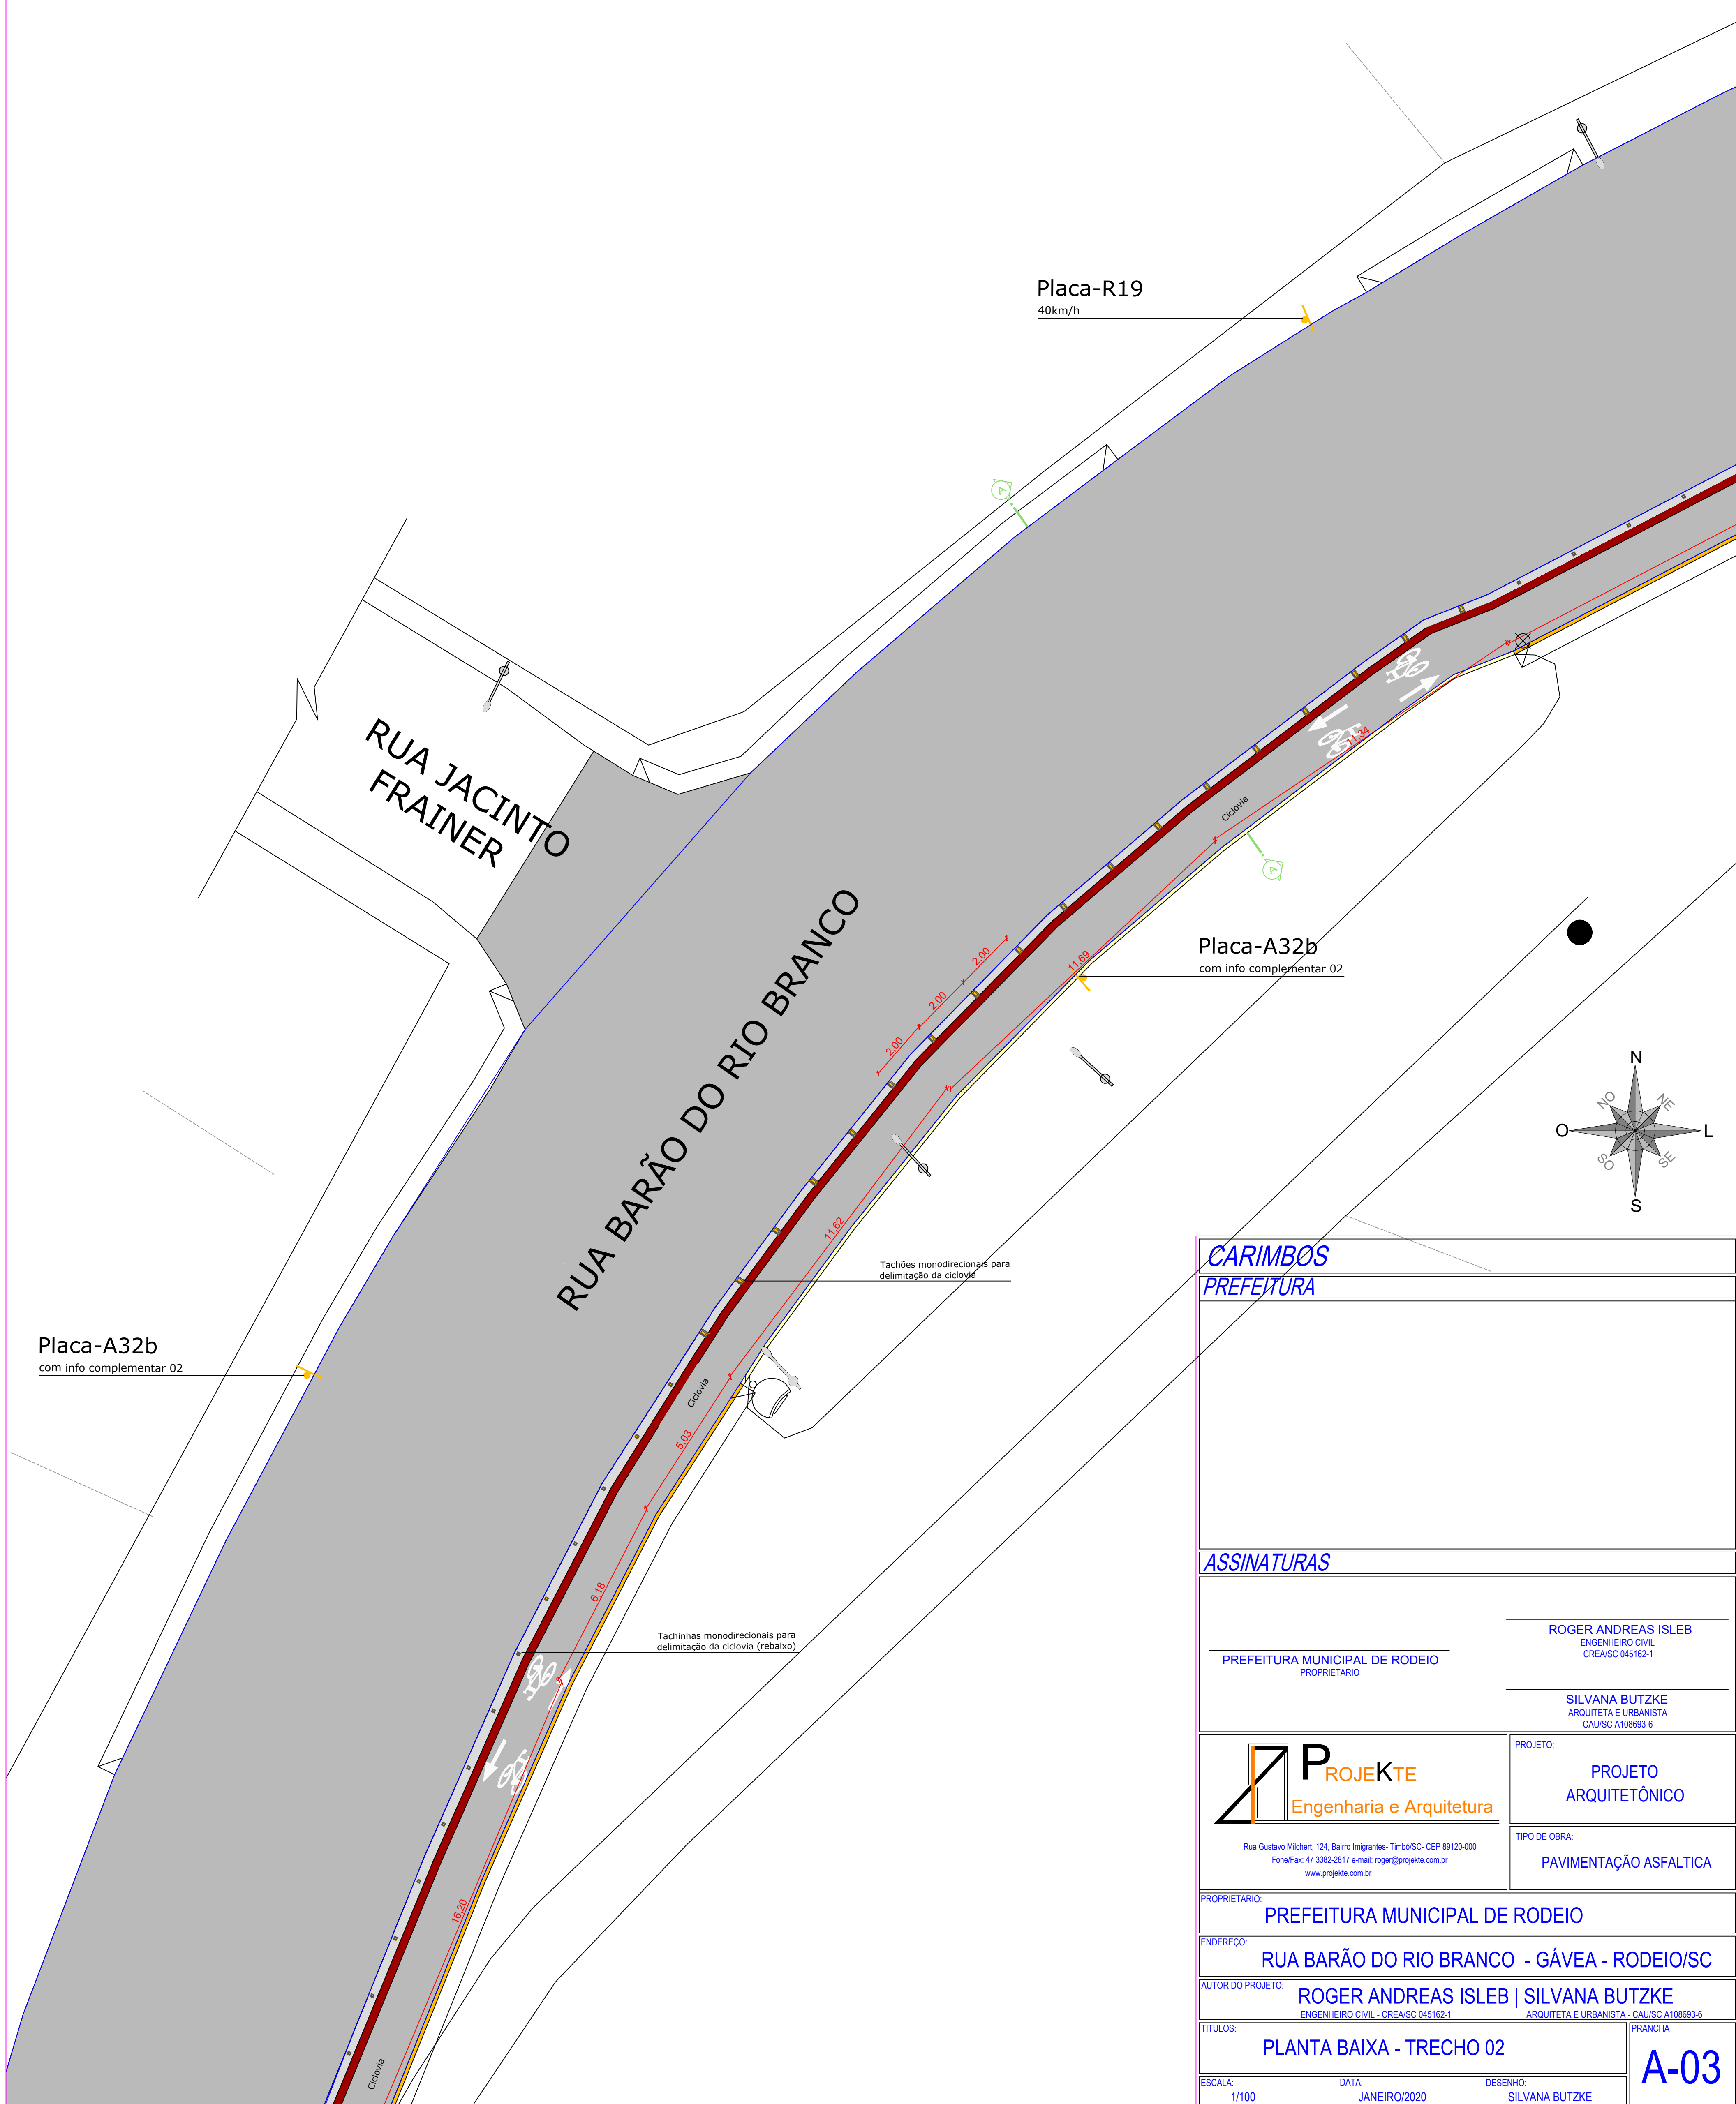 Placa-R19
40km/h
A
RUA JACINTO
FRAINER
11,34
Ciclovia
A
RUA BARÃO DO RIO BRANCO
2,00
2,00
2,00
11,69
Placa-A32b
com info complementar 02
N
NO
NE
O
L
SO
SE
S
11,62
Tachões monodirecionais para
delimitação da ciclovia
Placa-A32b
com info complementar 02
Ciclovia
5,03
6,18
Tachinhas monodirecionais para
delimitação da ciclovia (rebaixo)
16,20
Ciclovia
CARIMBOS
PREFEITURA
ASSINATURAS
PREFEITURA MUNICIPAL DE RODEIO
PROPRIETARIO
ROGER ANDREAS ISLEB
ENGENHEIRO CIVIL
CREA/SC 045162-1
SILVANA BUTZKE
ARQUITETA E URBANISTA
CAU/SC A108693-6
PROJEKTE
Engenharia e Arquitetura
Rua Gustavo Milchert, 124, Bairro Imigrantes- Timbó/SC- CEP 89120-000
Fone/Fax: 47 3382-2817 e-mail: roger@projekte.com.br
www.projekte.com.br
PROJETO:
PROJETO
ARQUITETÔNICO
TIPO DE OBRA:
PAVIMENTAÇÃO ASFALTICA
PROPRIETARIO:
PREFEITURA MUNICIPAL DE RODEIO
ENDEREÇO:
RUA BARÃO DO RIO BRANCO - GÁVEA - RODEIO/SC
AUTOR DO PROJETO:
ROGER ANDREAS ISLEB | SILVANA BUTZKE
ENGENHEIRO CIVIL - CREA/SC 045162-1 ARQUITETA E URBANISTA - CAU/SC A108693-6
TITULOS:
PLANTA BAIXA - TRECHO 02
PRANCHA
A-03
ESCALA:
1/100
DATA:
JANEIRO/2020
DESENHO:
SILVANA BUTZKE